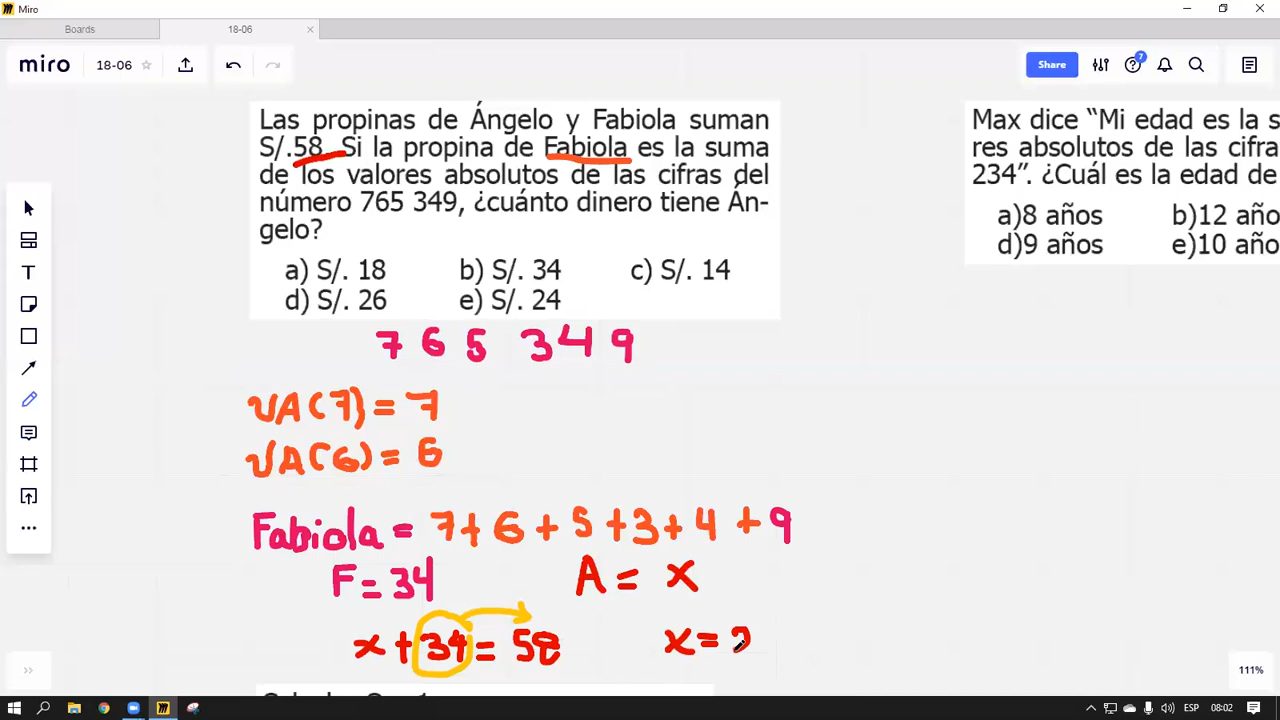 Miro
Boards
18-06
miro
18-06
Share
7
Las propinas de Ángelo y Fabiola suman
S/.58. Si la propina de Fabiola es la suma
de los valores absolutos de las cifras del
número 765 349, ¿cuánto dinero tiene Án-
gelo?
a) S/. 18 b) S/. 34 c) S/. 14
d) S/. 26 e) S/. 24
Max dice “Mi edad es la s
res absolutos de las cifra
234”. ¿Cuál es la edad de
a)8 años b)12 año
d)9 años e)10 año
7 6 5 3 4 9
VA(7) = 7
VA(6) = 6
Fabiola = 7+ 6 + 5 + 3 + 4 + 9
F = 34 A = x
x + 34 = 58 x = 2
111%
ESP 08:02